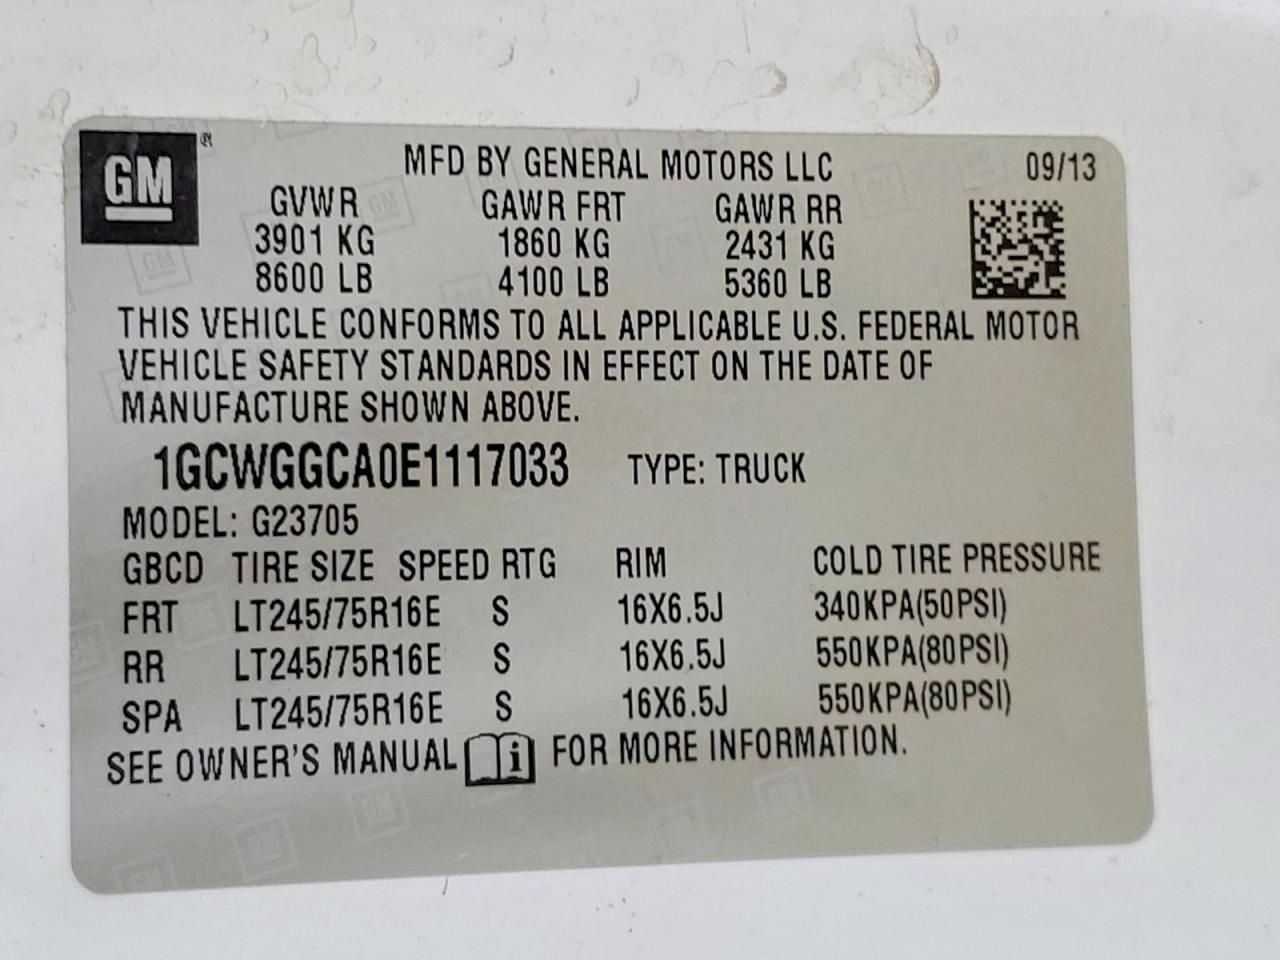 GM®
MFD BY GENERAL MOTORS LLC 09/13
GVWR GAWR FRT GAWR RR
3901 KG 1860 KG 2431 KG
8600 LB 4100 LB 5360 LB
THIS VEHICLE CONFORMS TO ALL APPLICABLE U.S. FEDERAL MOTOR
VEHICLE SAFETY STANDARDS IN EFFECT ON THE DATE OF
MANUFACTURE SHOWN ABOVE.
1GCWGGCA0E1117033 TYPE: TRUCK
MODEL: G23705
GBCD TIRE SIZE SPEED RTG RIM COLD TIRE PRESSURE
FRT LT245/75R16E S 16X6.5J 340KPA(50PSI)
RR LT245/75R16E S 16X6.5J 550KPA(80PSI)
SPA LT245/75R16E S 16X6.5J 550KPA(80PSI)
SEE OWNER'S MANUAL i FOR MORE INFORMATION.